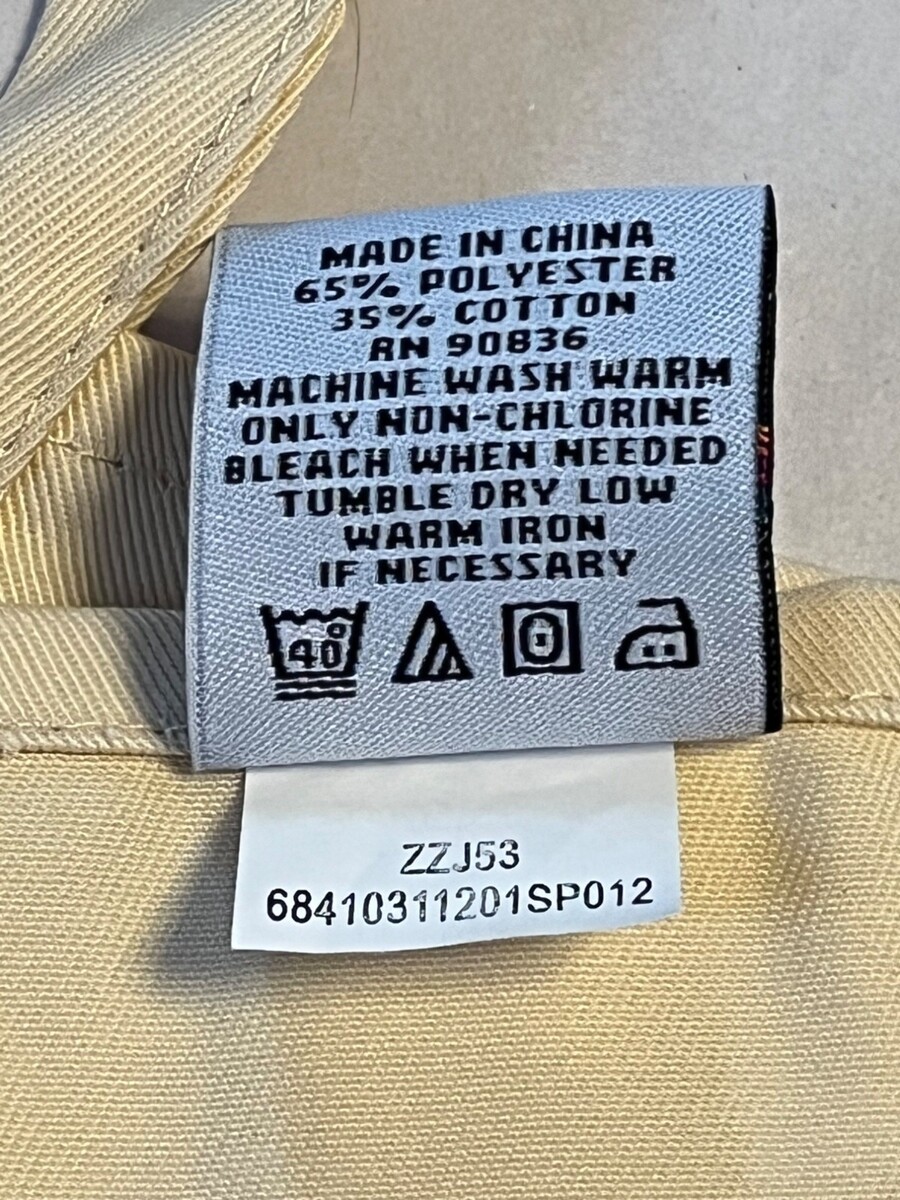 MADE IN CHINA
65% POLYESTER
35% COTTON
RN 90836
MACHINE WASH WARM
ONLY NON-CHLORINE
BLEACH WHEN NEEDED
TUMBLE DRY LOW
WARM IRON
IF NECESSARY
40°
ZZJ53
68410311201SP012